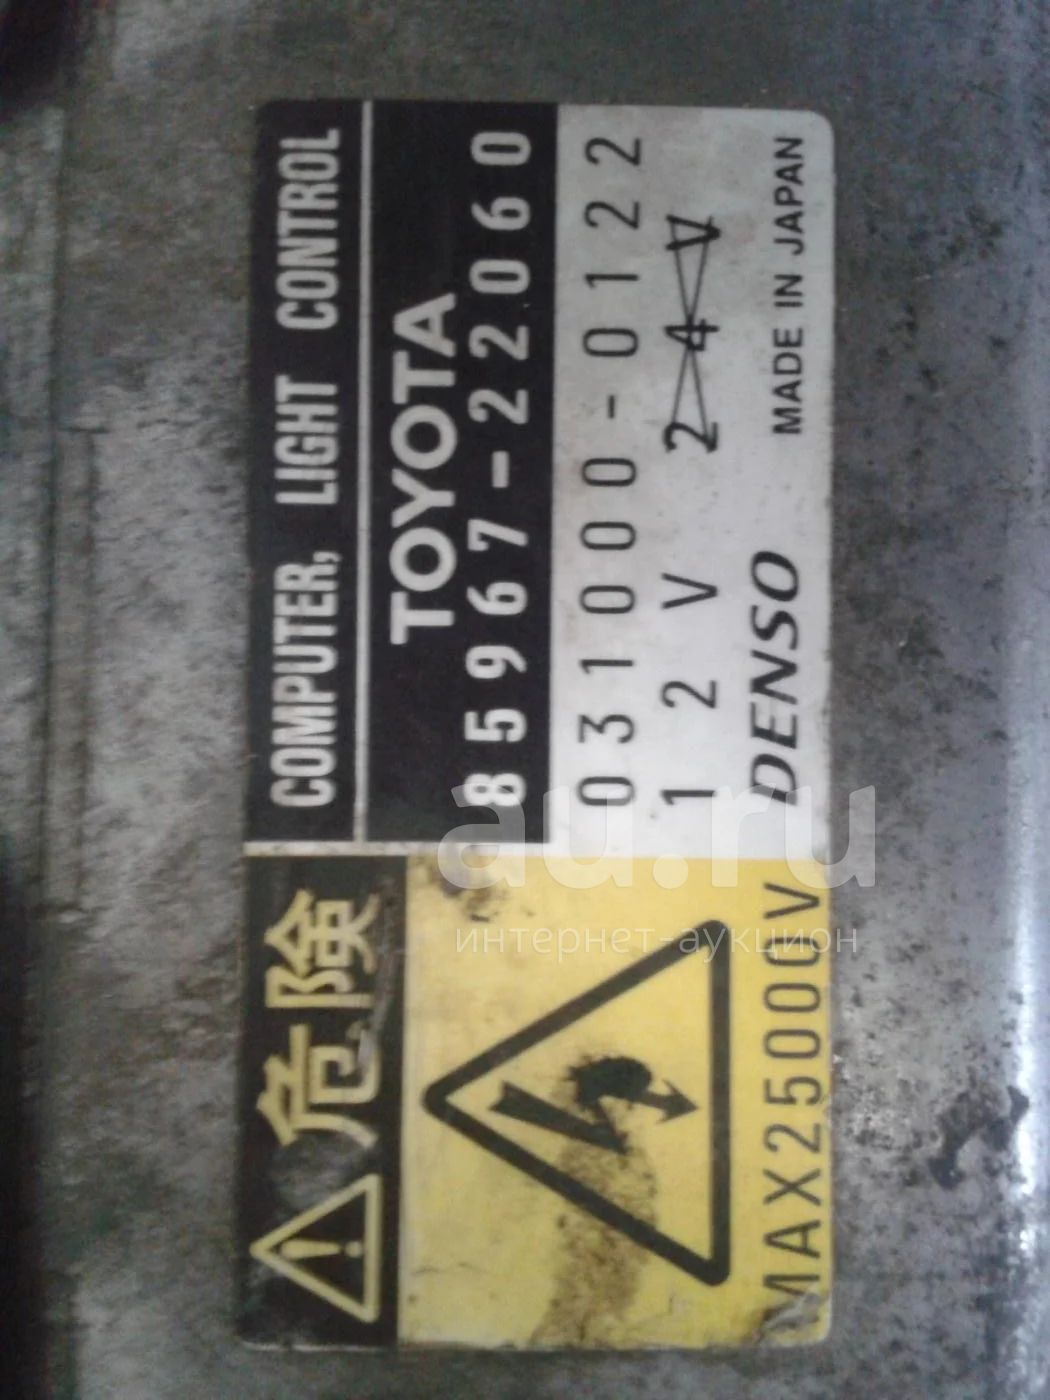 危険
MAX25000V
COMPUTER, LIGHT CONTROL
TOYOTA
85967-22060
031000-0122
12V 24V
DENSO MADE IN JAPAN
au.ru
интернет-аукцион